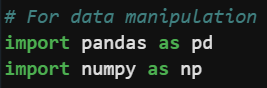 # For data manipulation
import pandas as pd
import numpy as np